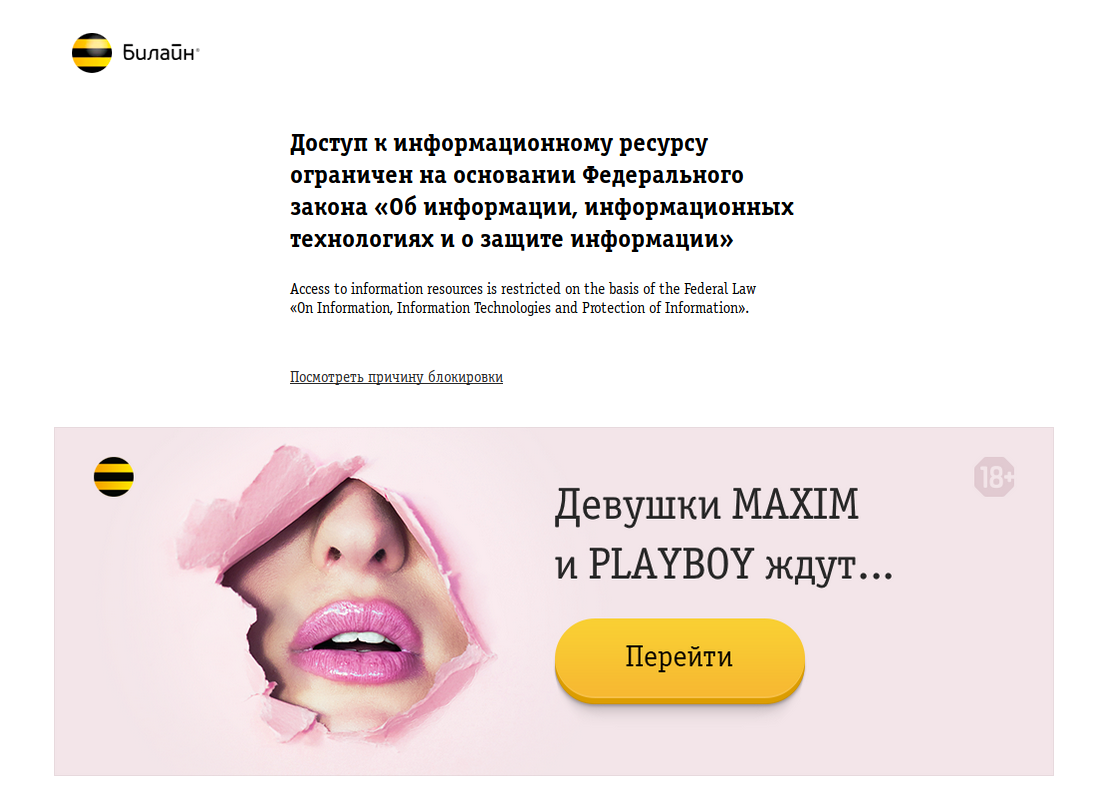 Билайн®
Доступ к информационному ресурсу
ограничен на основании Федерального
закона «Об информации, информационных
технологиях и о защите информации»
Access to information resources is restricted on the basis of the Federal Law
«On Information, Information Technologies and Protection of Information».
Посмотреть причину блокировки
18+
Девушки MAXIM
и PLAYBOY ждут...
Перейти